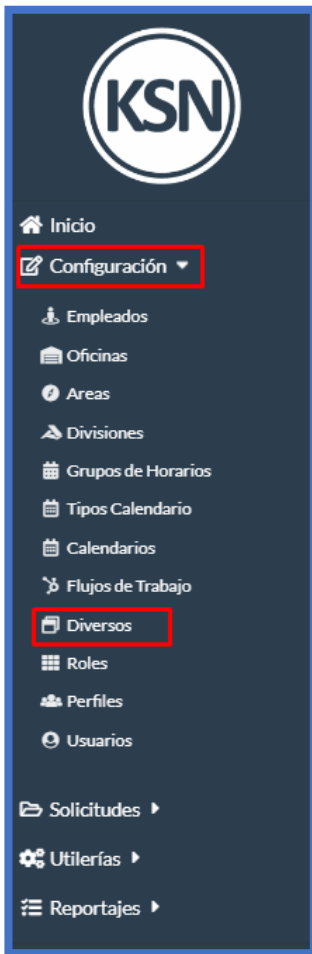 KSN
Inicio
Configuración
Empleados
Oficinas
Areas
Divisiones
Grupos de Horarios
Tipos Calendario
Calendarios
Flujos de Trabajo
Diversos
Roles
Perfiles
Usuarios
Solicitudes
Utilerías
Reportajes